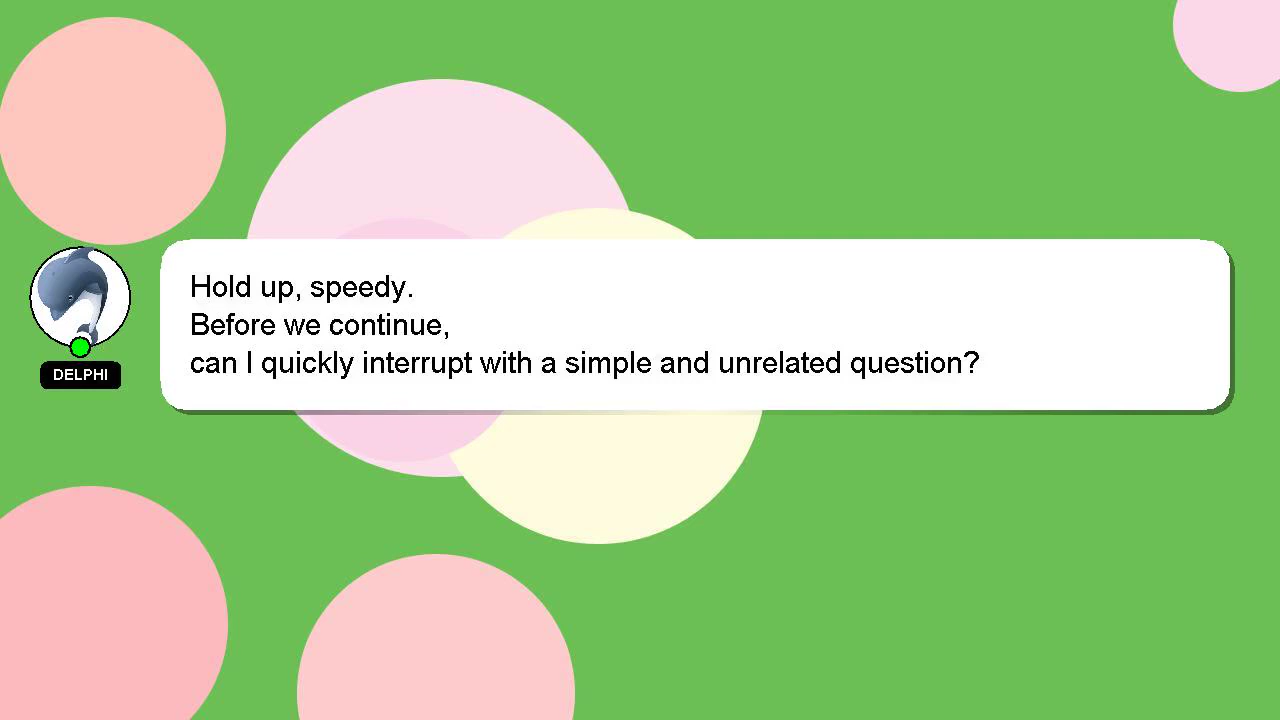 Hold up, speedy.
Before we continue,
can I quickly interrupt with a simple and unrelated question?
DELPHI